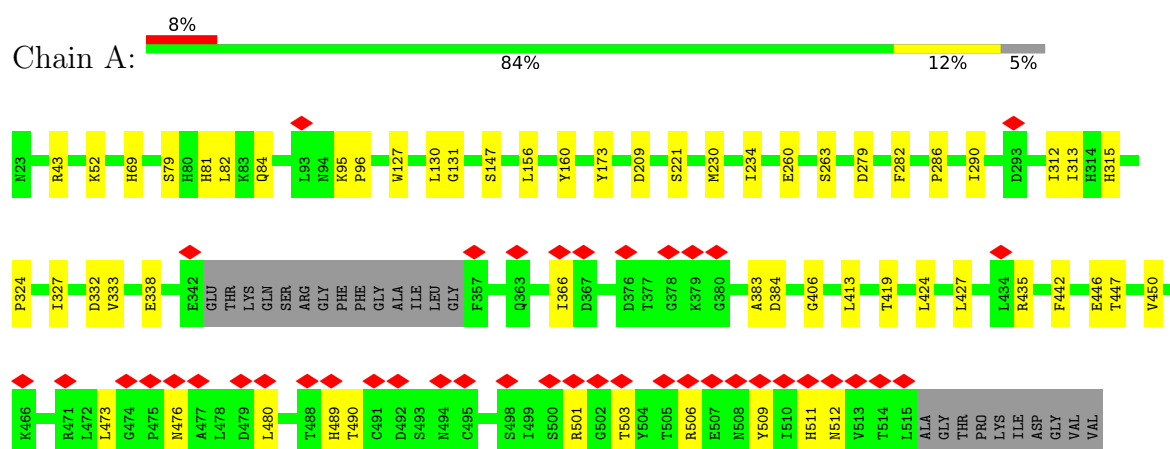 8%
Chain A:
84% 12% 5%
N23 R43 K52 H69 S79 H80 H81 L82 K83 Q84 L93 N94 K95 P96 W127 L130 G131 S147 L156 Y160 Y173 D209 S221 M230 I234 E260 S263 D279 F282 P286 I290 D293 I312 I313 H314 H315
P324 I327 D332 V333 E338 E342 GLU THR LYS GLN SER ARG GLY PHE PHE GLY ALA ILE LEU GLY F357 Q363 I366 D367 D376 T377 G378 K379 G380 A383 D384 G406 L413 T419 L424 L427 L434 R435 F442 E446 T447 V450
K466 R471 L472 L473 G474 P475 N476 A477 L478 D479 L480 T488 H489 T490 C491 D492 S493 N494 C495 S498 I499 S500 R501 G502 T503 Y504 T505 R506 E507 N508 Y509 I510 H511 N512 V513 T514 L515 ALA GLY THR PRO LYS ILE ASP GLY VAL VAL